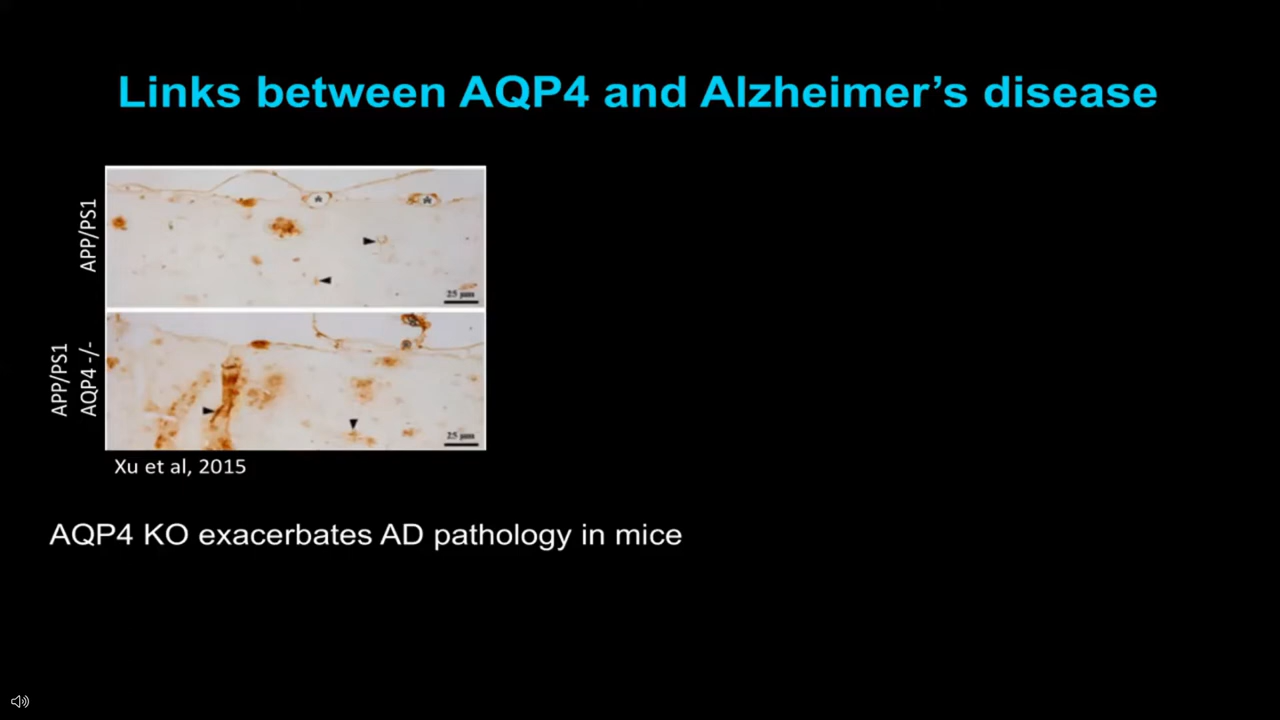 Links between AQP4 and Alzheimer’s disease
APP/PS1
25 µm
APP/PS1
AQP4 -/-
25 µm
Xu et al, 2015
AQP4 KO exacerbates AD pathology in mice